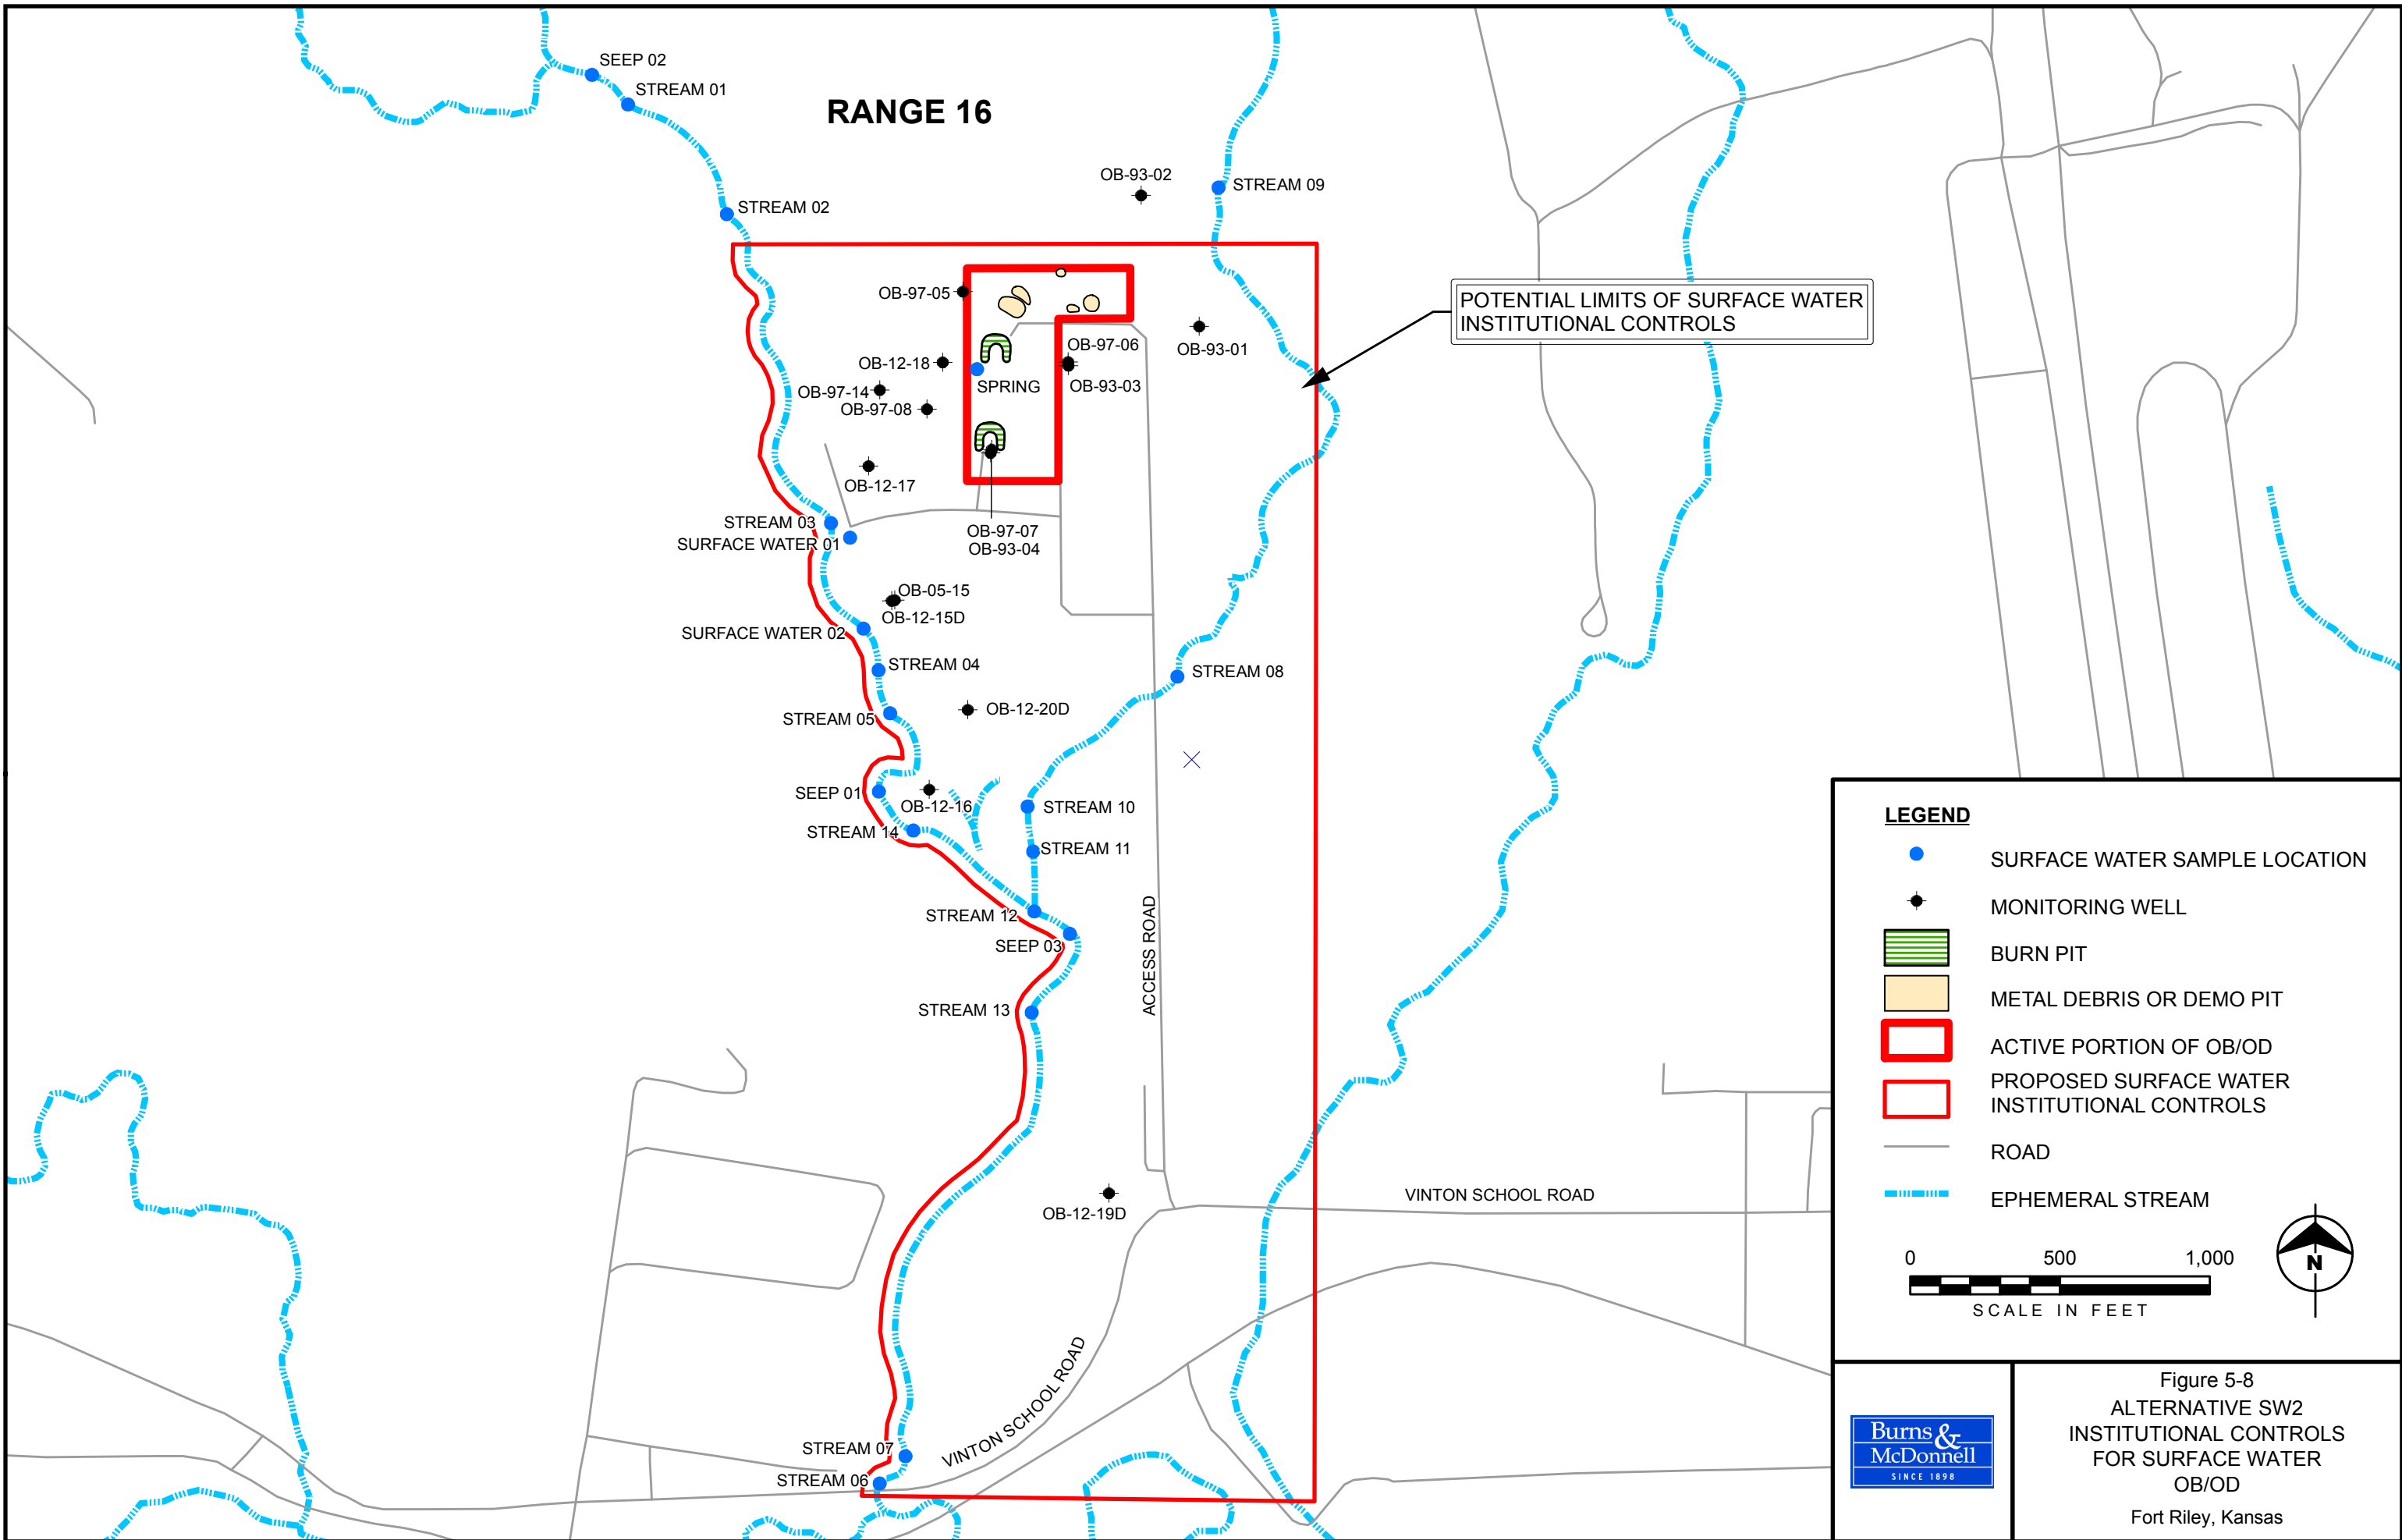 SEEP 02
STREAM 01
RANGE 16
OB-93-02
STREAM 09
STREAM 02
OB-97-05
POTENTIAL LIMITS OF SURFACE WATER
INSTITUTIONAL CONTROLS
OB-93-01
OB-97-06
OB-12-18
SPRING
OB-93-03
OB-97-14
OB-97-08
OB-12-17
STREAM 03
SURFACE WATER 01
OB-97-07
OB-93-04
OB-05-15
OB-12-15D
SURFACE WATER 02
STREAM 04
STREAM 08
STREAM 05
OB-12-20D
SEEP 01
OB-12-16
STREAM 10
STREAM 14
STREAM 11
STREAM 12
SEEP 03
ACCESS ROAD
STREAM 13
OB-12-19D
VINTON SCHOOL ROAD
VINTON SCHOOL ROAD
STREAM 07
STREAM 06
LEGEND
SURFACE WATER SAMPLE LOCATION
MONITORING WELL
BURN PIT
METAL DEBRIS OR DEMO PIT
ACTIVE PORTION OF OB/OD
PROPOSED SURFACE WATER
INSTITUTIONAL CONTROLS
ROAD
EPHEMERAL STREAM
0 500 1,000
SCALE IN FEET
N
Burns &
McDonnell
SINCE 1898
Figure 5-8
ALTERNATIVE SW2
INSTITUTIONAL CONTROLS
FOR SURFACE WATER
OB/OD
Fort Riley, Kansas